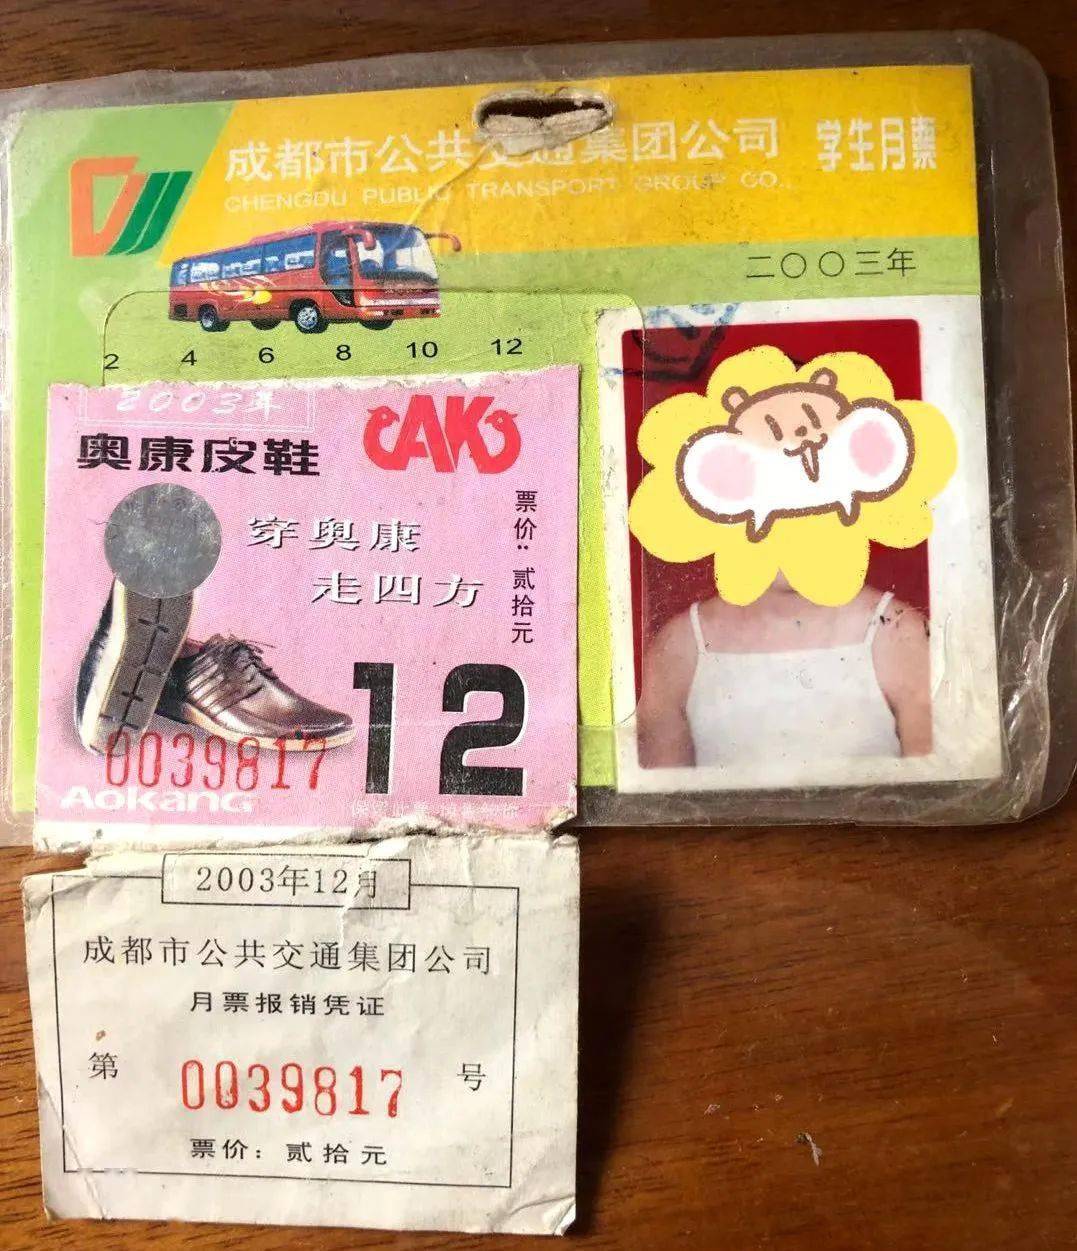 成都市公共交通集团公司
学生月票
CHENGDU PUBLIC TRANSPORT GROUP CO.,
二〇〇三年
2 4 6 8 10 12
2003年
奥康皮鞋
AK
穿奥康
走四方
票价：贰拾元
12
0039817
Aokang
2003年12月
成都市公共交通集团公司
月票报销凭证
第 0039817 号
票价：贰拾元